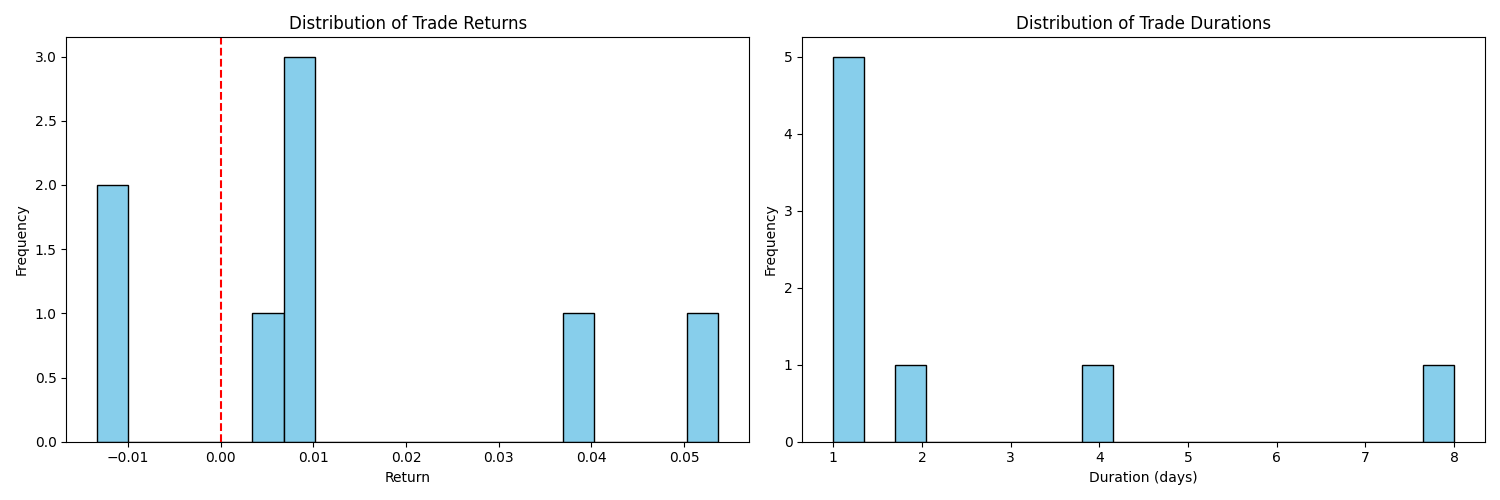 Distribution of Trade Returns
Frequency
3.0
2.5
2.0
1.5
1.0
0.5
0.0
−0.01 0.00 0.01 0.02 0.03 0.04 0.05
Return
Distribution of Trade Durations
Frequency
5
4
3
2
1
0
1 2 3 4 5 6 7 8
Duration (days)